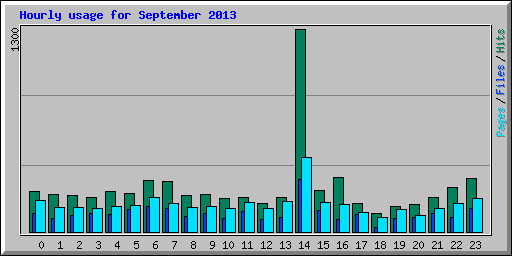 Hourly usage for September 2013
1300
Pages/Files/Hits
0 1 2 3 4 5 6 7 8 9 10 11 12 13 14 15 16 17 18 19 20 21 22 23